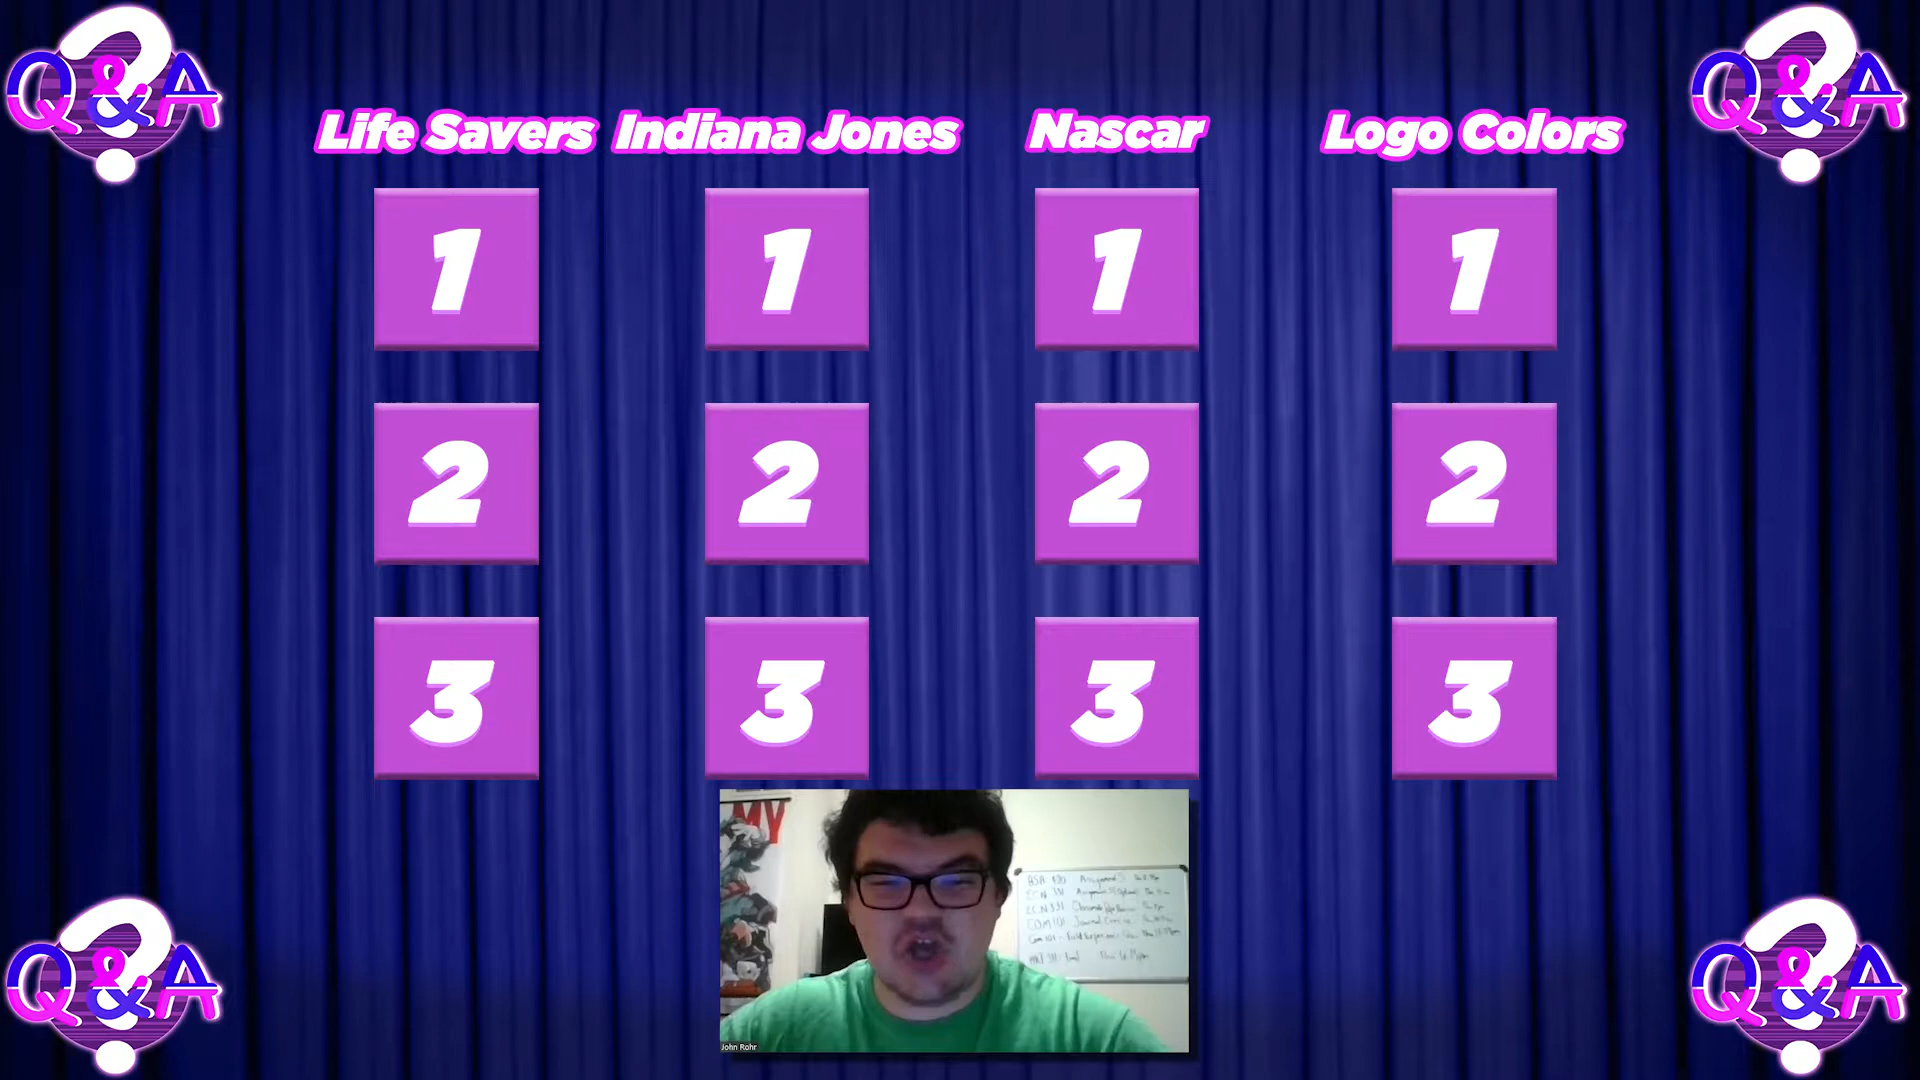 Q&A
Q&A
Life Savers Indiana Jones Nascar Logo Colors
1 1 1 1
2 2 2 2
3 3 3 3
MY
John Rohr
Q&A
Q&A